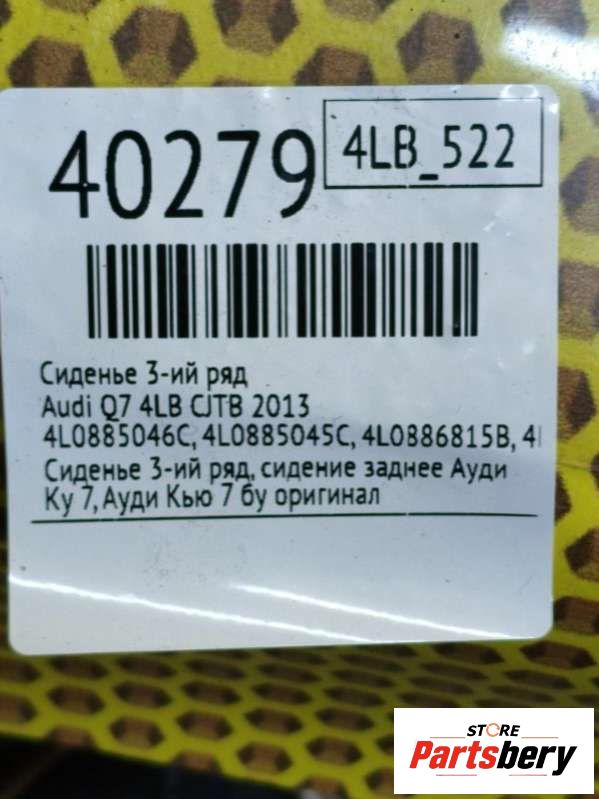 40279
4LB_522
Сиденье 3-ий ряд
Audi Q7 4LB CJTB 2013
4L0885046C, 4L0885045C, 4L0886815B, 4
Сиденье 3-ий ряд, сидение заднее Ауди
Ку 7, Ауди Кью 7 бу оригинал
STORE
Partsbery